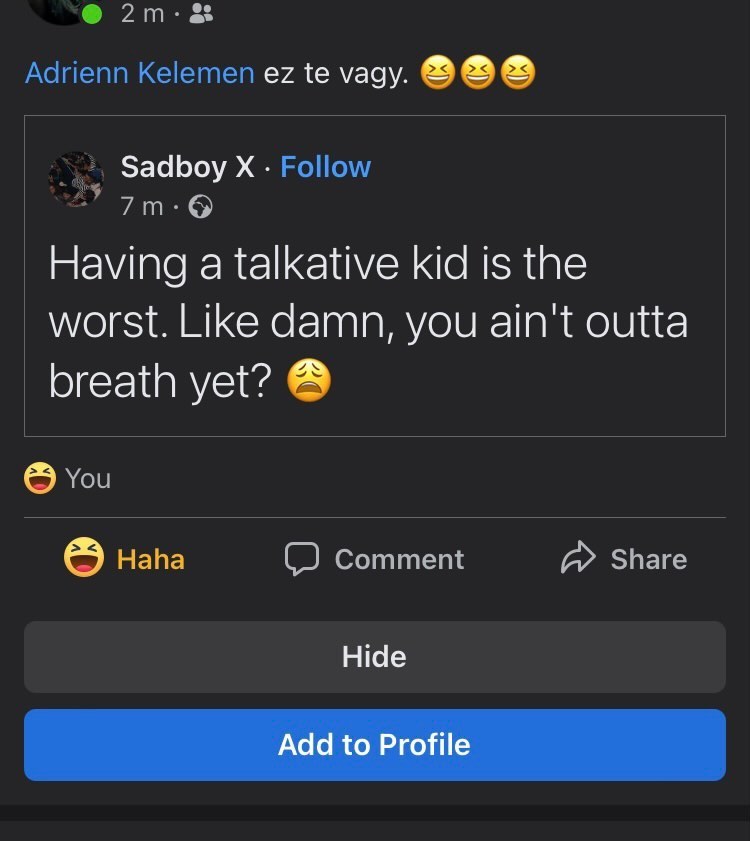 2 m ·
Adrienn Kelemen ez te vagy. 😆😆😆
Sadboy X · Follow
7 m ·
Having a talkative kid is the
worst. Like damn, you ain't outta
breath yet? 😩
You
Haha
Comment
Share
Hide
Add to Profile